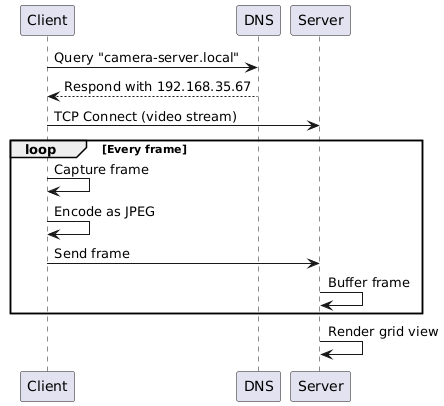 Client DNS Server
Query "camera-server.local"
Respond with 192.168.35.67
TCP Connect (video stream)
loop [Every frame]
Capture frame
Encode as JPEG
Send frame
Buffer frame
Render grid view
Client DNS Server